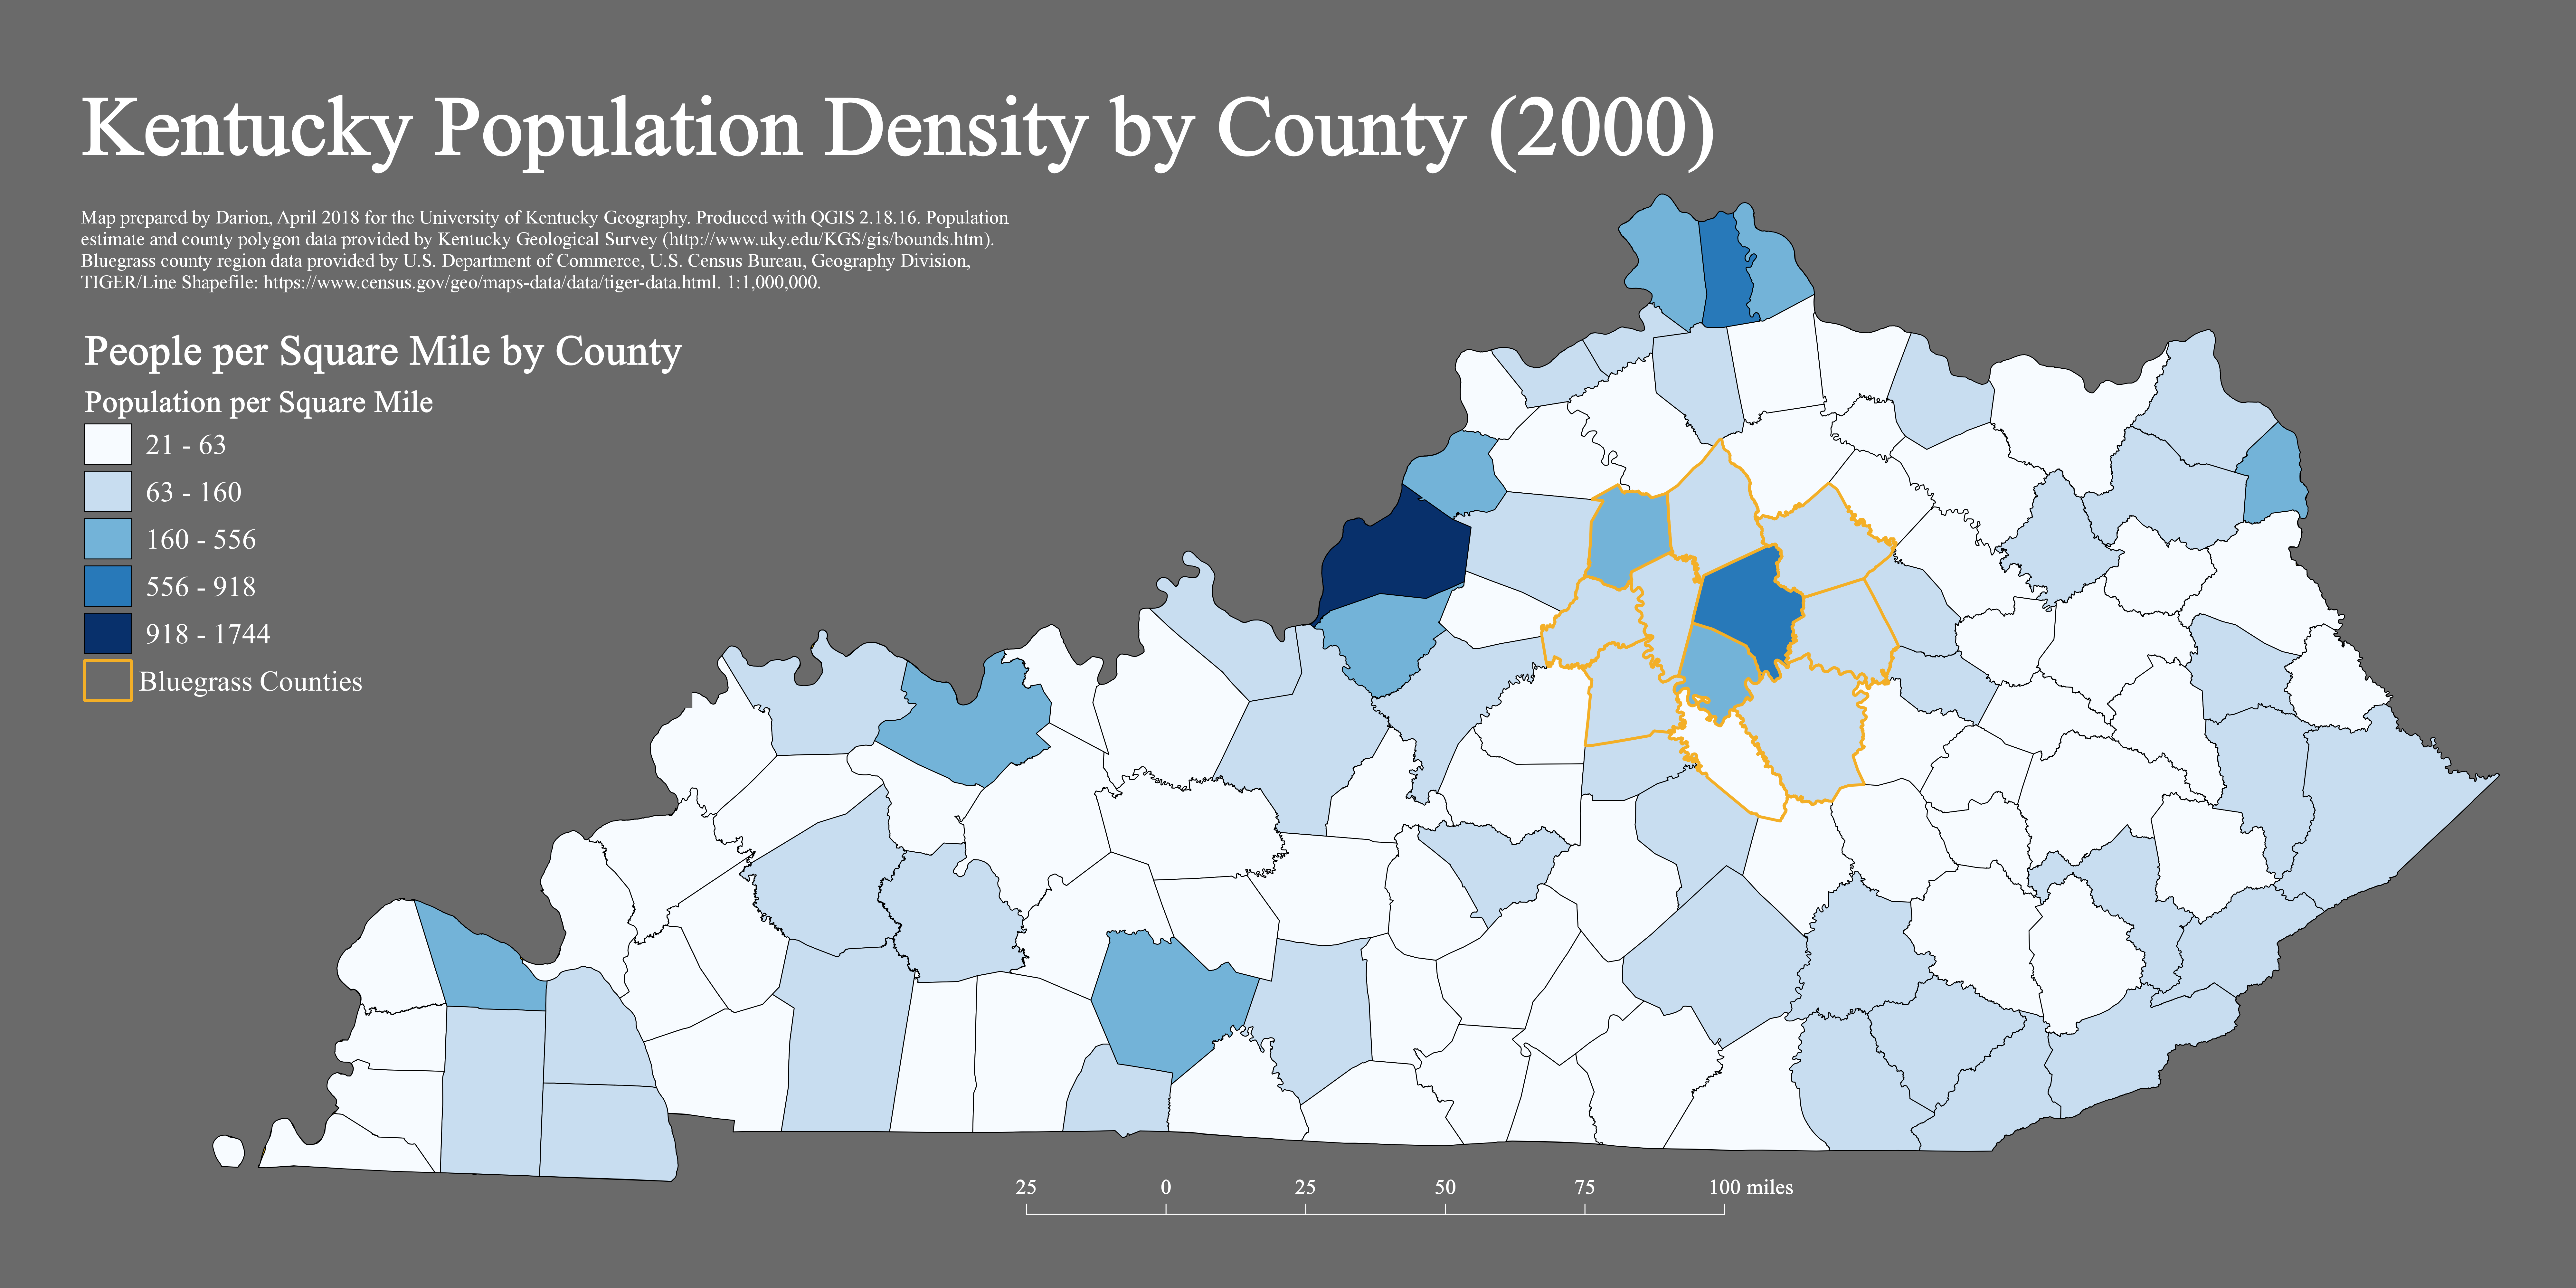 Kentucky Population Density by County (2000)
Map prepared by Darion, April 2018 for the University of Kentucky Geography. Produced with QGIS 2.18.16. Population
estimate and county polygon data provided by Kentucky Geological Survey (http://www.uky.edu/KGS/gis/bounds.htm).
Bluegrass county region data provided by U.S. Department of Commerce, U.S. Census Bureau, Geography Division,
TIGER/Line Shapefile: https://www.census.gov/geo/maps-data/data/tiger-data.html. 1:1,000,000.
People per Square Mile by County
Population per Square Mile
21 - 63
63 - 160
160 - 556
556 - 918
918 - 1744
Bluegrass Counties
25 0 25 50 75 100 miles